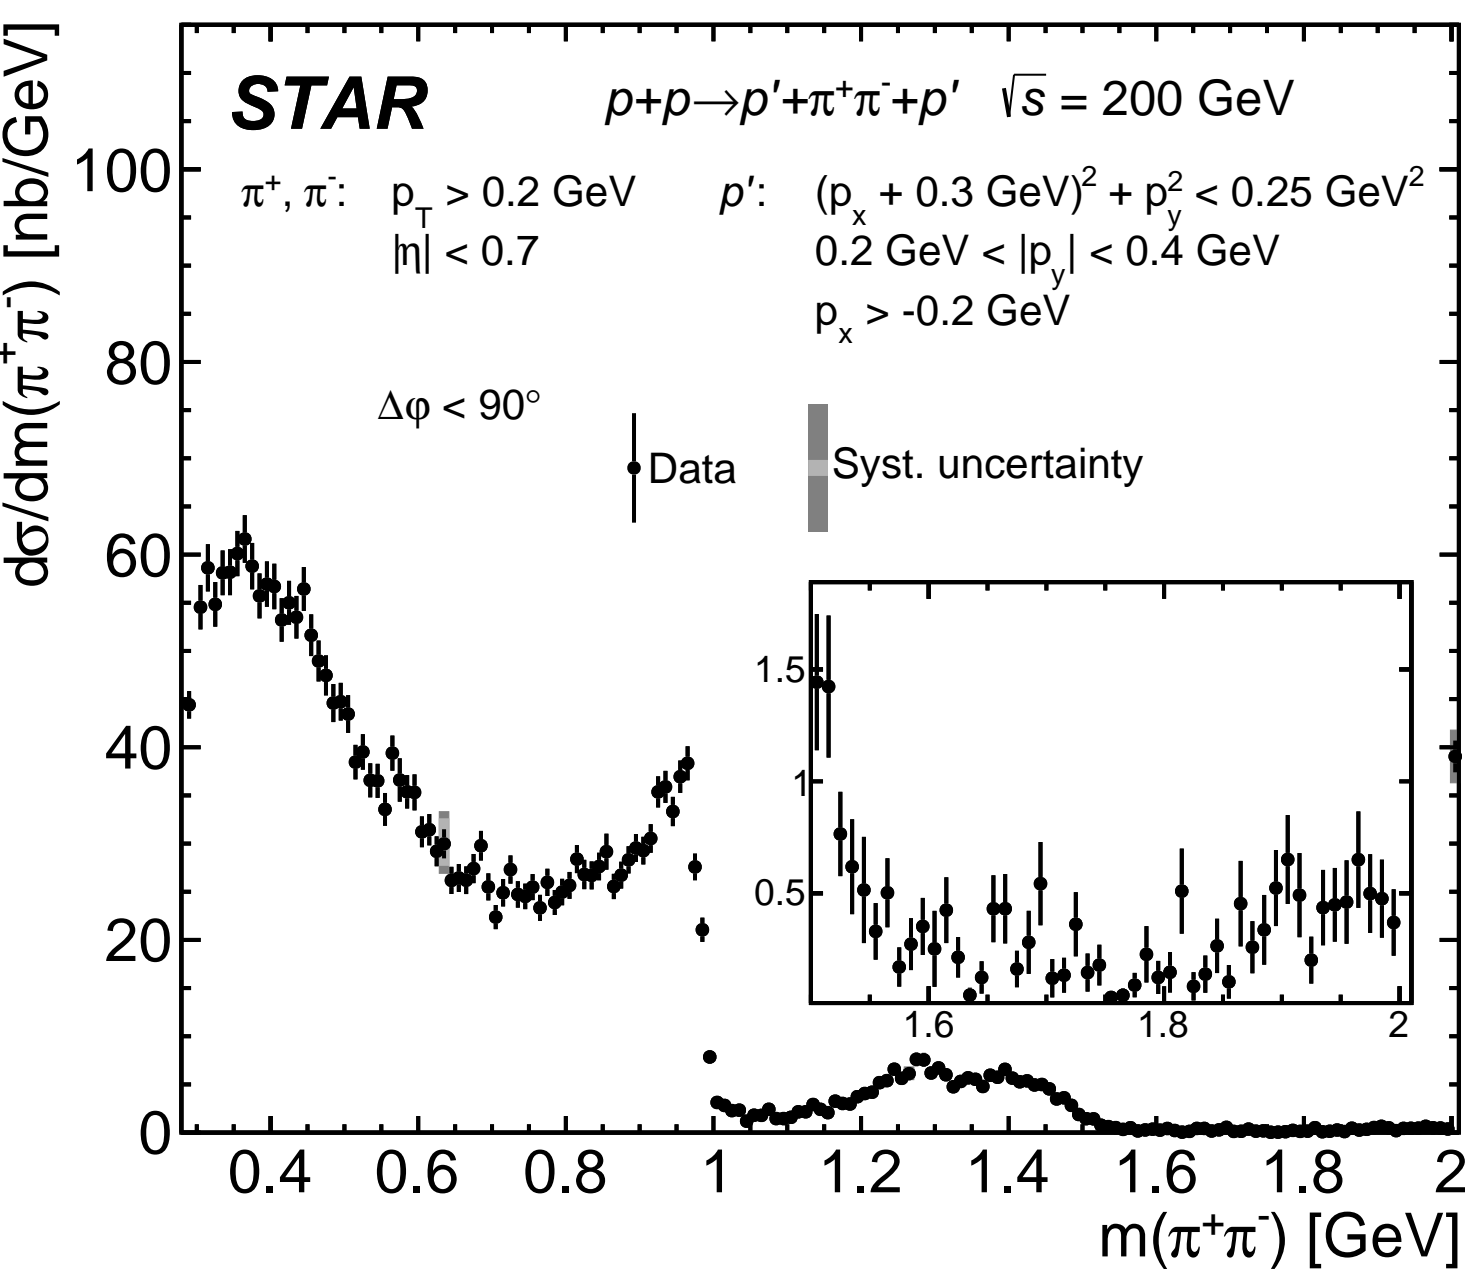 STAR p+p→p′+π⁺π⁻+p′ √s = 200 GeV
π⁺, π⁻: p_T > 0.2 GeV p′: (p_x + 0.3 GeV)² + p_y² < 0.25 GeV²
|η| < 0.7 0.2 GeV < |p_y| < 0.4 GeV
p_x > -0.2 GeV
Δφ < 90°
Data Syst. uncertainty
dσ/dm(π⁺π⁻) [nb/GeV]
100
80
60
40
20
0
1.5
1
0.5
1.6 1.8 2
0.4 0.6 0.8 1 1.2 1.4 1.6 1.8 2
m(π⁺π⁻) [GeV]